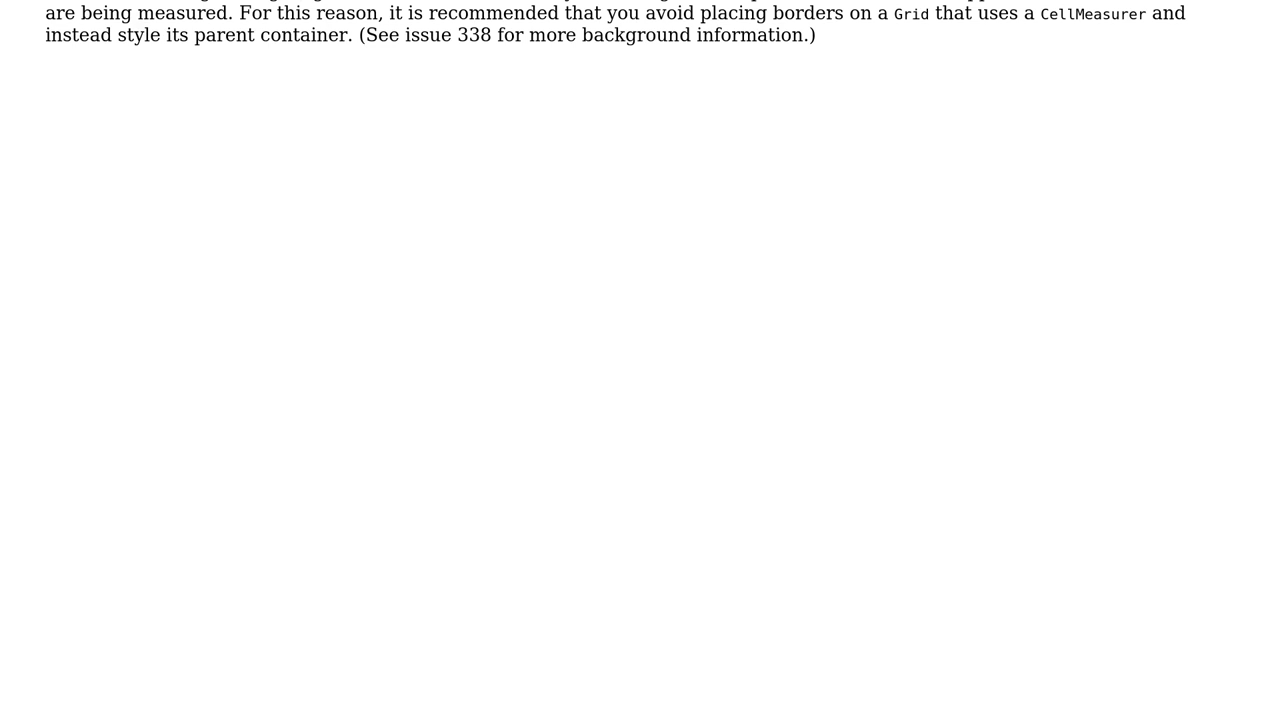 are being measured. For this reason, it is recommended that you avoid placing borders on a Grid that uses a CellMeasurer and
instead style its parent container. (See issue 338 for more background information.)